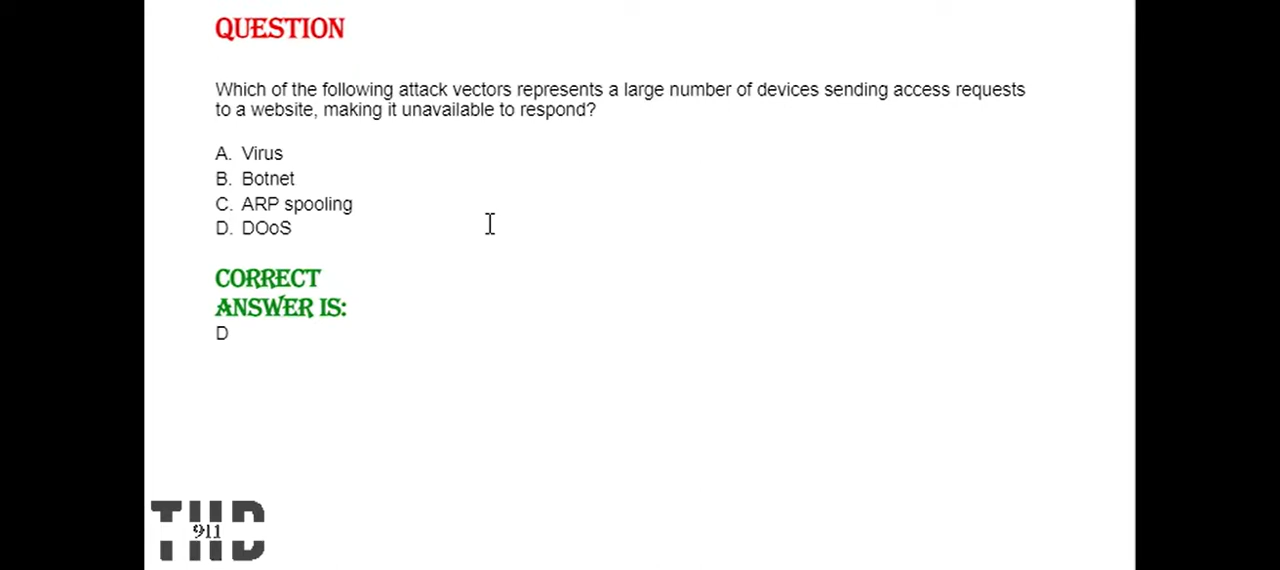 QUESTION
Which of the following attack vectors represents a large number of devices sending access requests
to a website, making it unavailable to respond?
A. Virus
B. Botnet
C. ARP spooling
D. DOoS
CORRECT
ANSWER IS:
D
THD
911